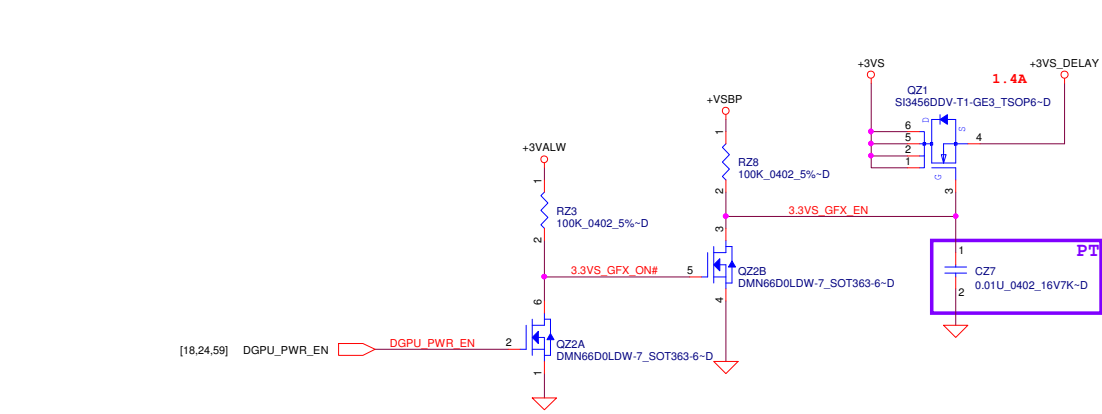 +3VS
+3VS_DELAY
1.4A
QZ1
SI3456DDV-T1-GE3_TSOP6~D
D
S
6
5
2
1
4
G
3
+VSBP
1
RZ8
100K_0402_5%~D
2
+3VALW
1
RZ3
100K_0402_5%~D
2
3.3VS_GFX_EN
3
3.3VS_GFX_ON#
5
QZ2B
DMN66D0LDW-7_SOT363-6~D
4
PT
1
CZ7
0.01U_0402_16V7K~D
2
6
[18,24,59] DGPU_PWR_EN
DGPU_PWR_EN
2
QZ2A
DMN66D0LDW-7_SOT363-6~D
1